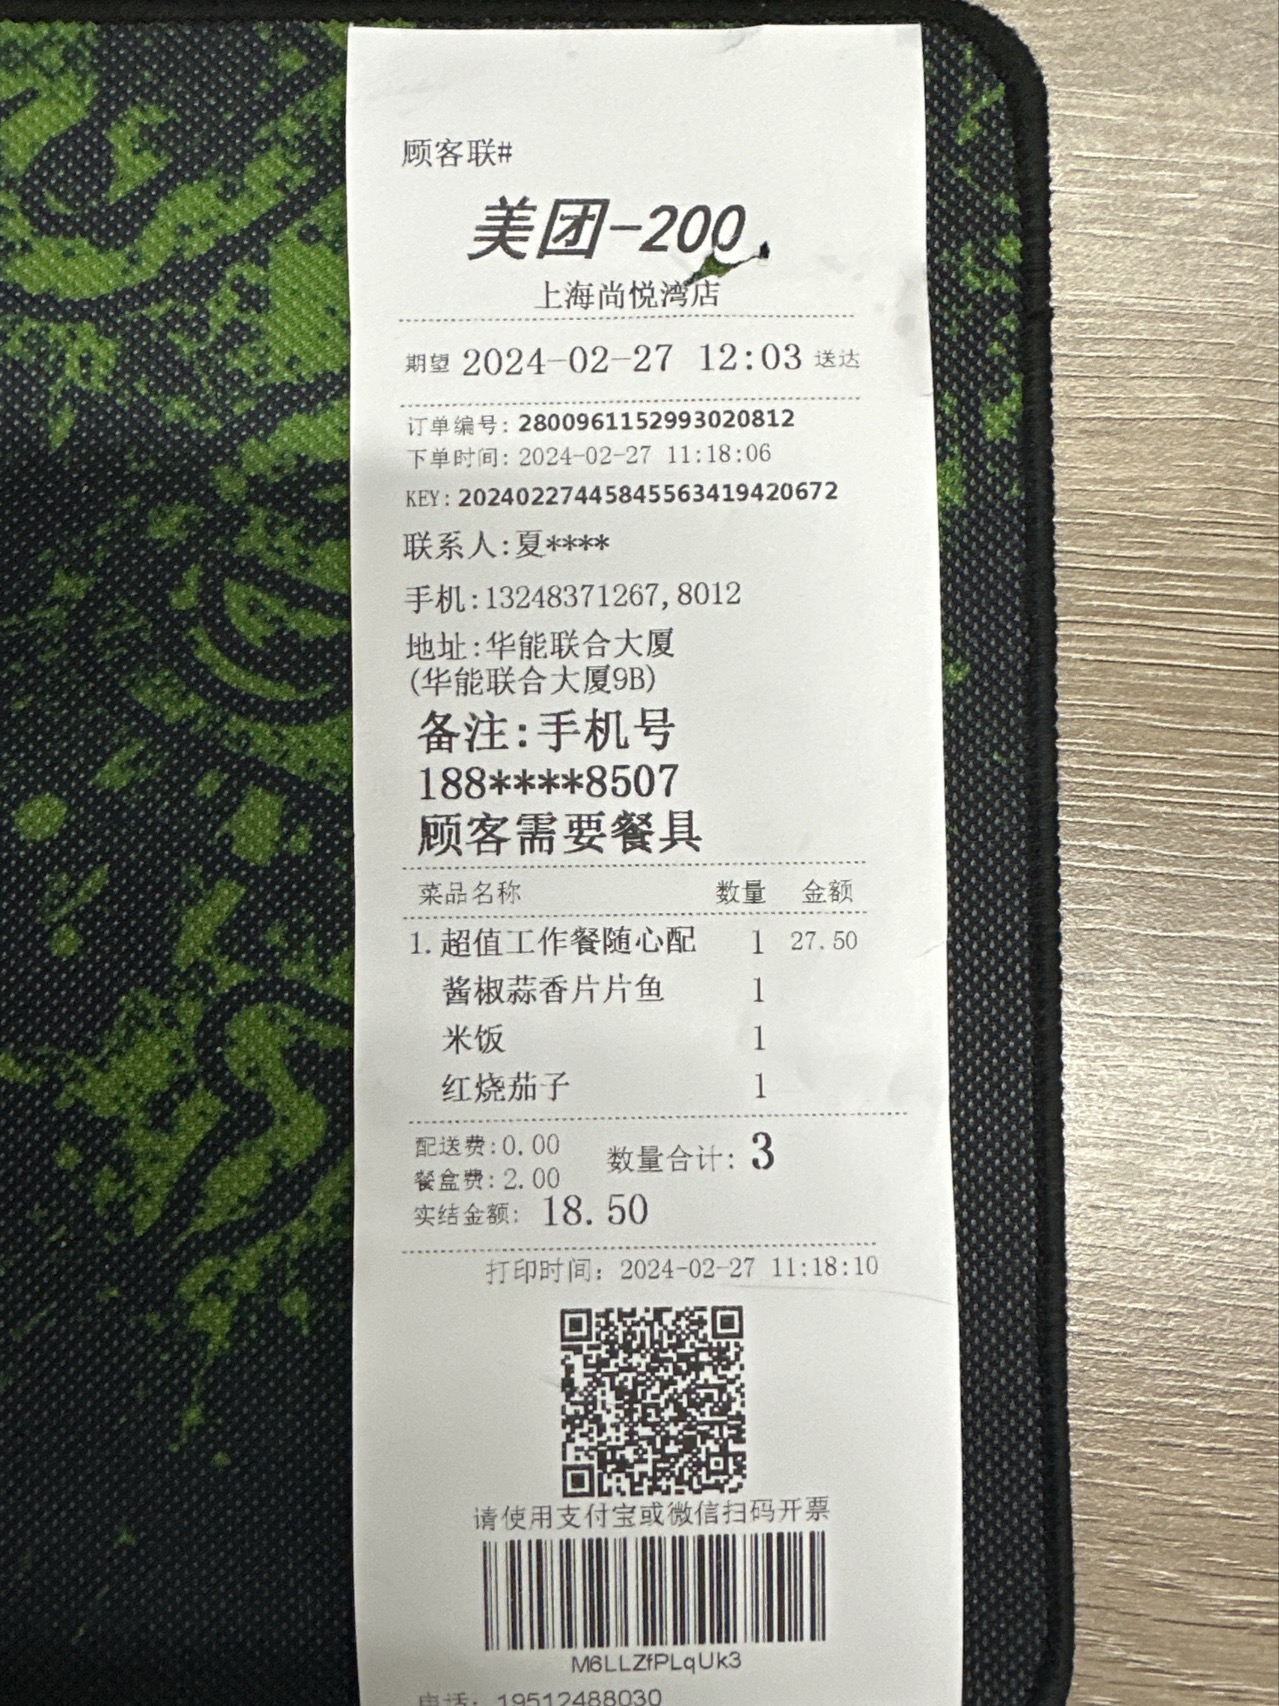 顾客联#
美团-200
上海尚悦湾店
期望 2024-02-27 12:03 送达
订单编号: 2800961152993020812
下单时间: 2024-02-27 11:18:06
KEY: 20240227445845563419420672
联系人:夏****
手机:13248371267,8012
地址:华能联合大厦
(华能联合大厦9B)
备注:手机号
188****8507
顾客需要餐具
菜品名称 数量 金额
1.超值工作餐随心配 1 27.50
酱椒蒜香片片鱼 1
米饭 1
红烧茄子 1
配送费:0.00 数量合计: 3
餐盒费:2.00
实结金额: 18.50
打印时间: 2024-02-27 11:18:10
请使用支付宝或微信扫码开票
M6LLZfPLqUk3
电话: 19512488030